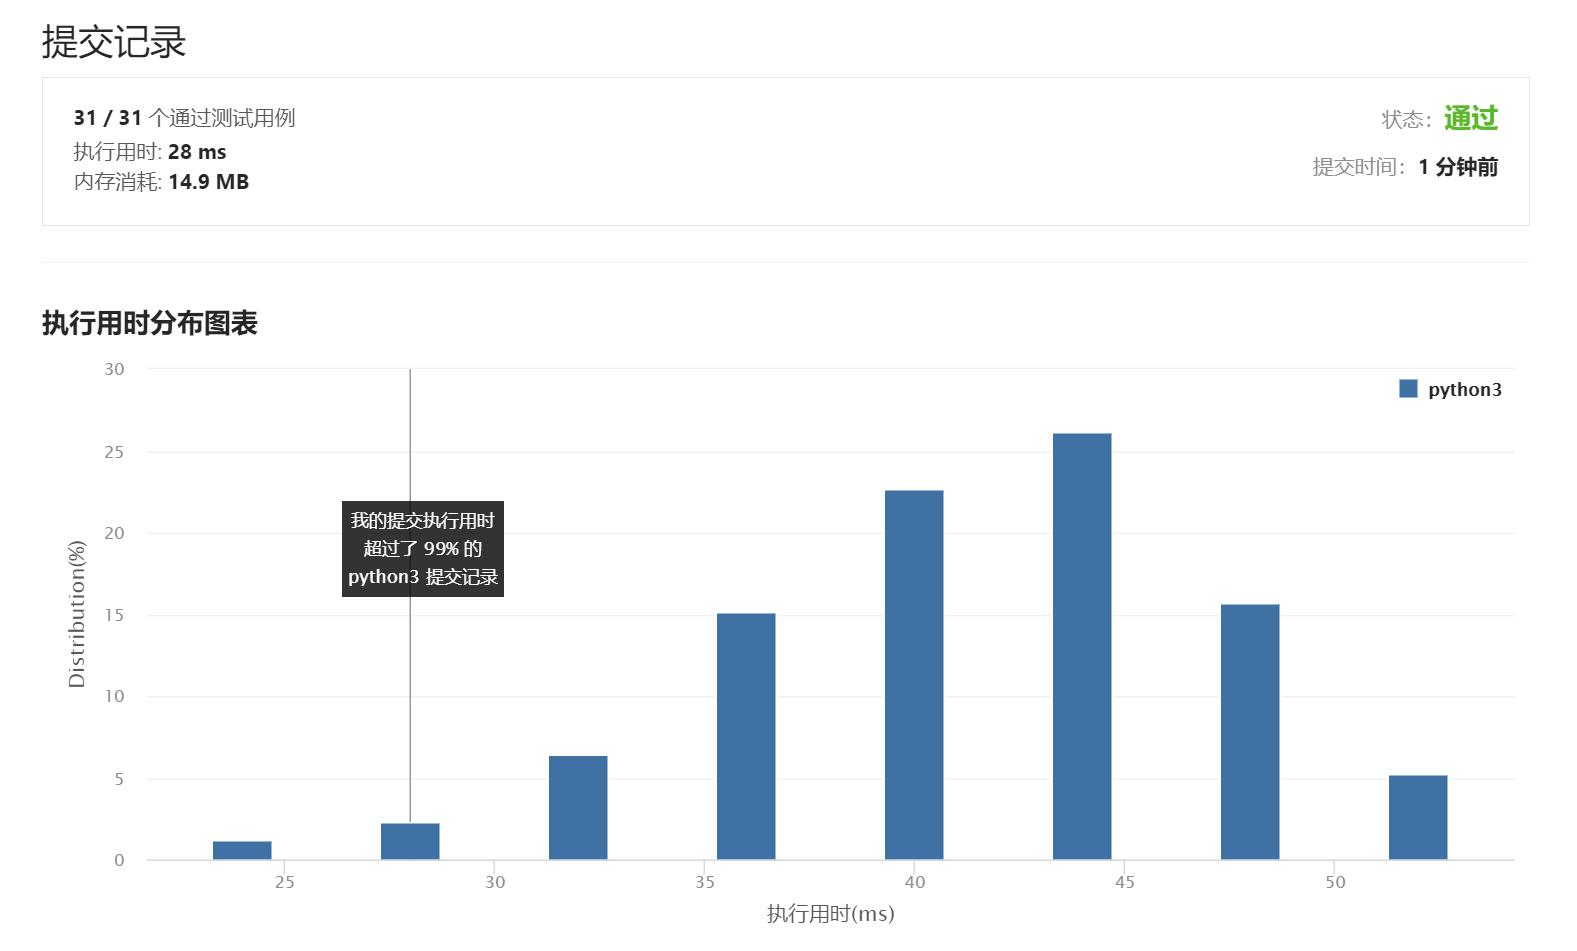 提交记录
31 / 31 个通过测试用例
状态：通过
执行用时: 28 ms
提交时间：1 分钟前
内存消耗: 14.9 MB
执行用时分布图表
30
python3
25
我的提交执行用时
超过了 99% 的
python3 提交记录
20
15
10
5
0
Distribution(%)
25 30 35 40 45 50
执行用时(ms)